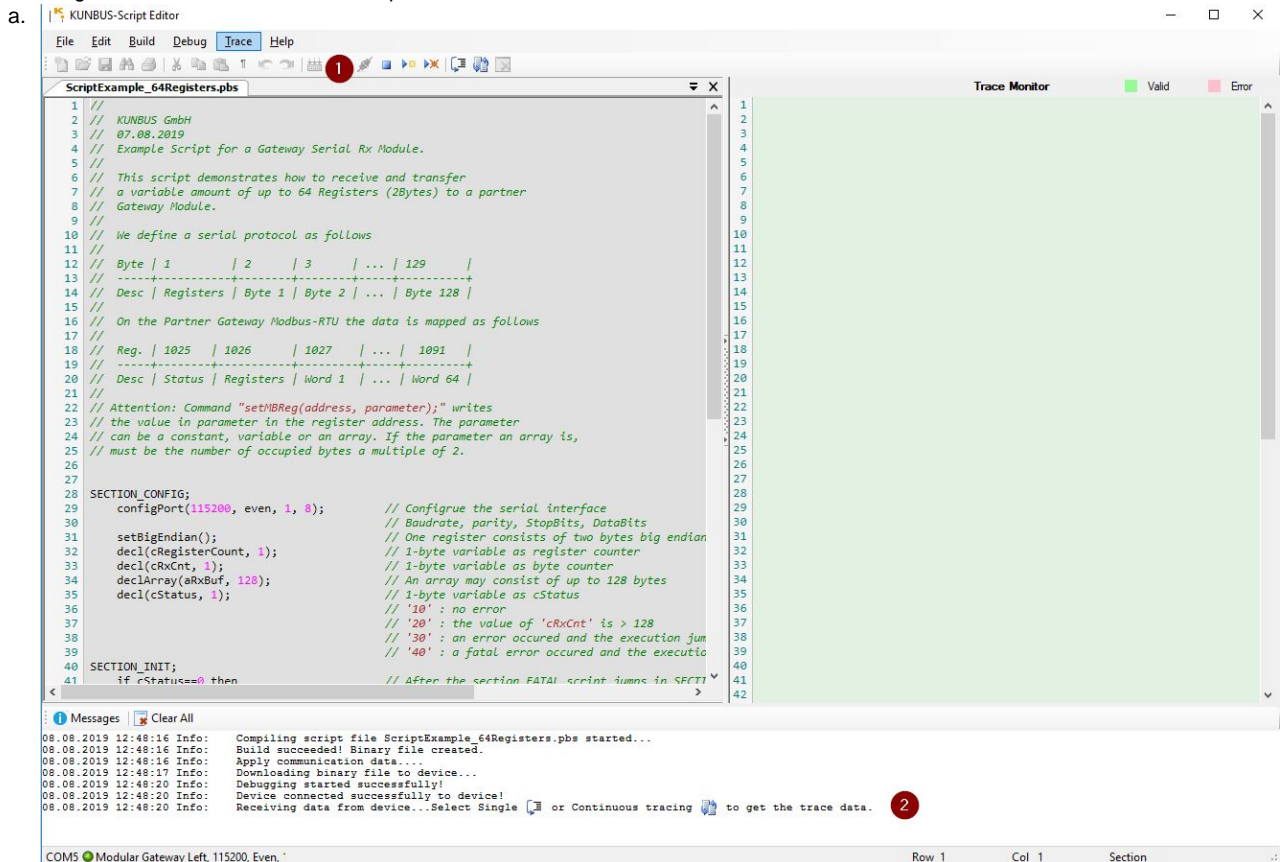 a.
KUNBUS-Script Editor
File Edit Build Debug Trace Help
1
ScriptExample_64Registers.pbs
Trace Monitor Valid Error
1 //
2 // KUNBUS GmbH
3 // 07.08.2019
4 // Example Script for a Gateway Serial Rx Module.
5 //
6 // This script demonstrates how to receive and transfer
7 // a variable amount of up to 64 Registers (2Bytes) to a partner
8 // Gateway Module.
9 //
10 // We define a serial protocol as follows
11 //
12 // Byte | 1 | 2 | 3 | ... | 129 |
13 // -----+-----------+--------+--------+-----+----------+
14 // Desc | Registers | Byte 1 | Byte 2 | ... | Byte 128 |
15 //
16 // On the Partner Gateway Modbus-RTU the data is mapped as follows
17 //
18 // Reg. | 1025 | 1026 | 1027 | ... | 1091 |
19 // -----+--------+-----------+--------+-----+---------+
20 // Desc | Status | Registers | Word 1 | ... | Word 64 |
21 //
22 // Attention: Command "setMBReg(address, parameter);" writes
23 // the value in parameter in the register address. The parameter
24 // can be a constant, variable or an array. If the parameter an array is,
25 // must be the number of occupied bytes a multiple of 2.
26
27
28 SECTION_CONFIG;
29 configPort(115200, even, 1, 8); // Configrue the serial interface
30 // Baudrate, parity, StopBits, DataBits
31 setBigEndian(); // One register consists of two bytes big endian
32 decl(cRegisterCount, 1); // 1-byte variable as register counter
33 decl(cRxCnt, 1); // 1-byte variable as byte counter
34 declArray(aRxBuf, 128); // An array may consist of up to 128 bytes
35 decl(cStatus, 1); // 1-byte variable as cStatus
36 // '10' : no error
37 // '20' : the value of 'cRxCnt' is > 128
38 // '30' : an error occured and the execution jum
39 // '40' : a fatal error occured and the executio
40 SECTION_INIT;
41 if cStatus==0 then // After the section FATAL script jumps in SECTI
1
2
3
4
5
6
7
8
9
10
11
12
13
14
15
16
17
18
19
20
21
22
23
24
25
26
27
28
29
30
31
32
33
34
35
36
37
38
39
40
41
42
Messages Clear All
08.08.2019 12:48:16 Info: Compiling script file ScriptExample_64Registers.pbs started...
08.08.2019 12:48:16 Info: Build succeeded! Binary file created.
08.08.2019 12:48:16 Info: Apply communication data....
08.08.2019 12:48:17 Info: Downloading binary file to device...
08.08.2019 12:48:20 Info: Debugging started successfully!
08.08.2019 12:48:20 Info: Device connected successfully to device!
08.08.2019 12:48:20 Info: Receiving data from device...Select Single or Continuous tracing to get the trace data. 2
COM5 Modular Gateway Left, 115200, Even, Row 1 Col 1 Section